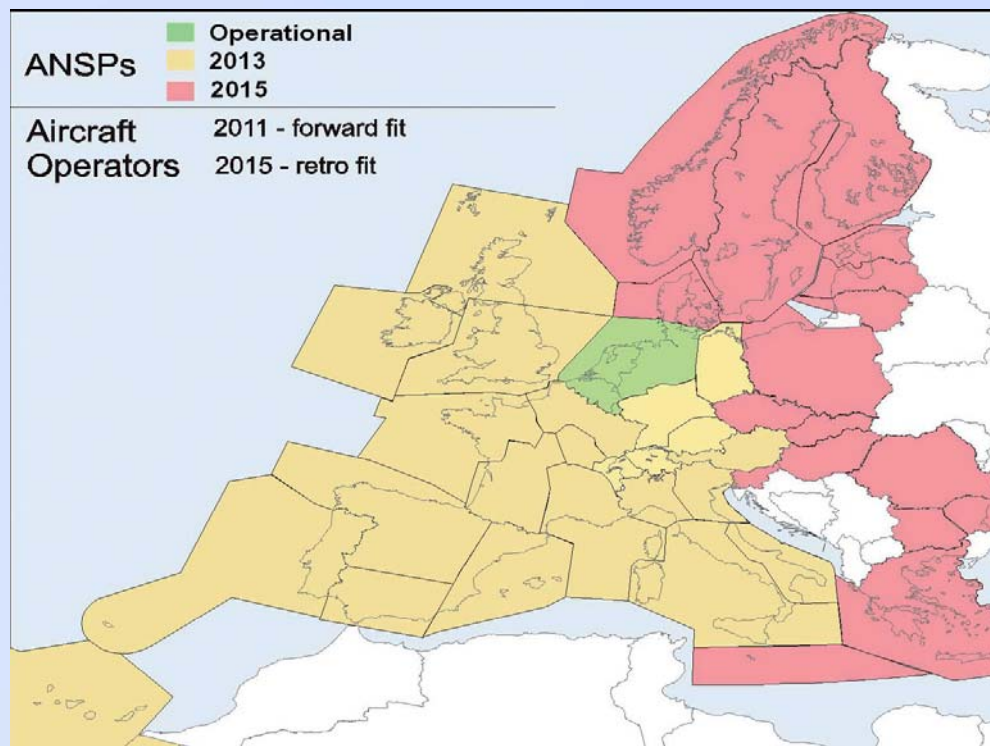 ANSPs
Operational
2013
2015
Aircraft Operators
2011 - forward fit
2015 - retro fit